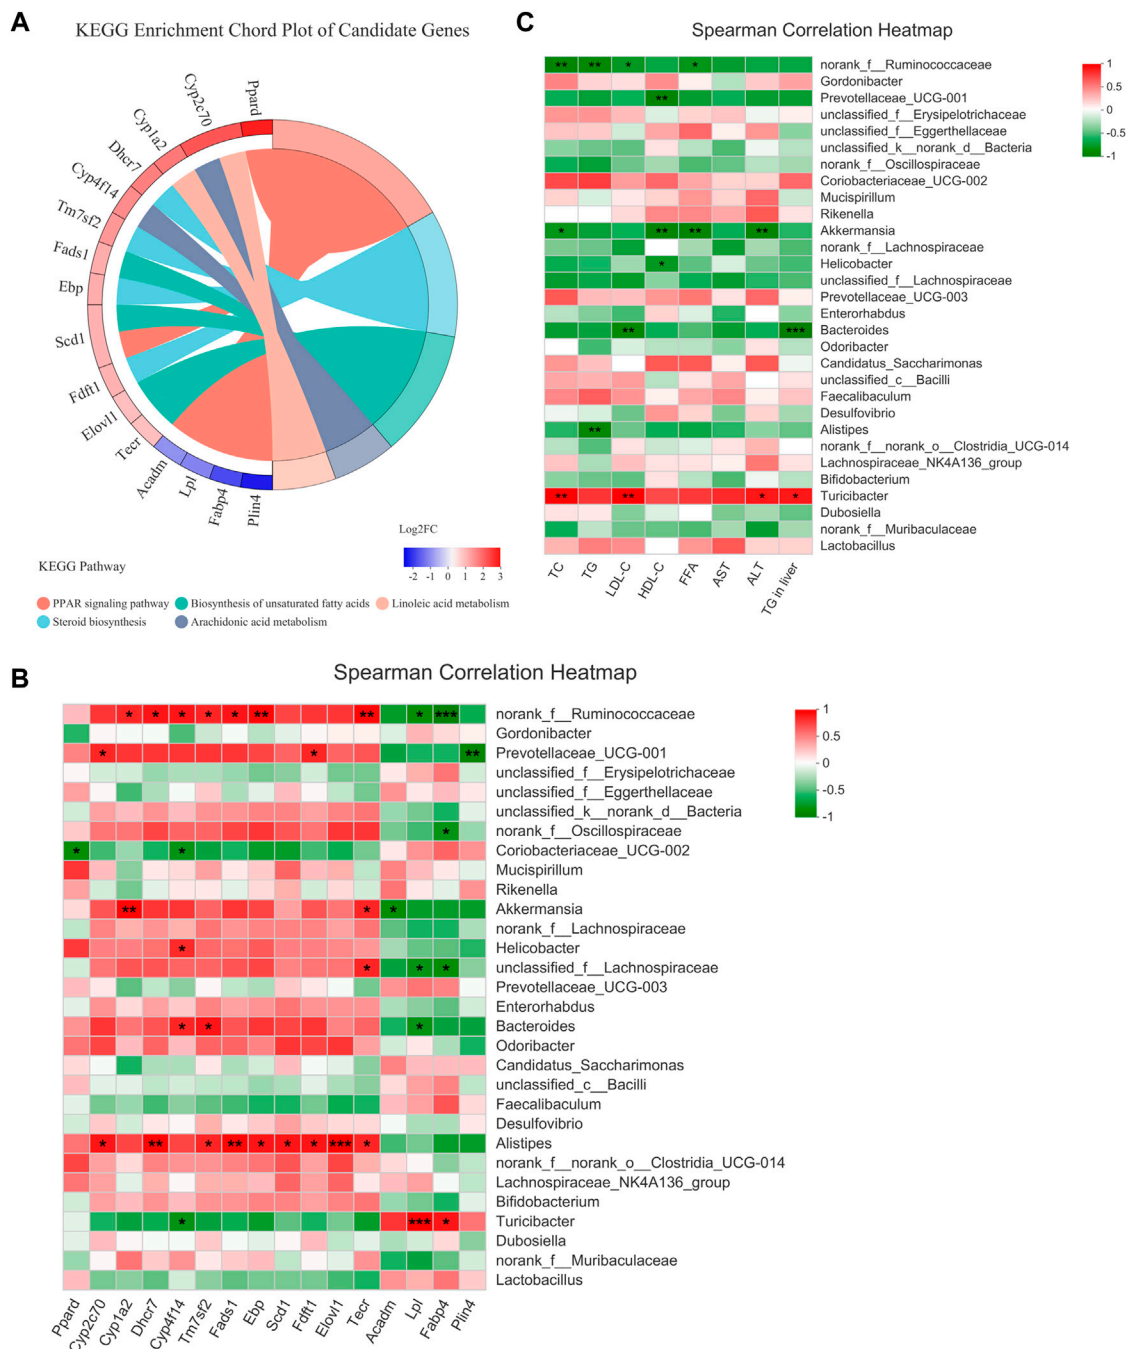 A
KEGG Enrichment Chord Plot of Candidate Genes
Ppard
Cyp2c70
Cyp1a2
Dhcr7
Cyp4f14
Tm7sf2
Fads1
Ebp
Scd1
Fdft1
Elovl1
Tecr
Acadm
Lpl
Fabp4
Plin4
Log2FC
-2 -1 0 1 2 3
KEGG Pathway
PPAR signaling pathway
Biosynthesis of unsaturated fatty acids
Linoleic acid metabolism
Steroid biosynthesis
Arachidonic acid metabolism
C
Spearman Correlation Heatmap
** ** * * norank_f__Ruminococcaceae
Gordonibacter
** Prevotellaceae_UCG-001
unclassified_f__Erysipelotrichaceae
unclassified_f__Eggerthellaceae
unclassified_k__norank_d__Bacteria
norank_f__Oscillospiraceae
Coriobacteriaceae_UCG-002
Mucispirillum
Rikenella
* ** ** ** Akkermansia
norank_f__Lachnospiraceae
* Helicobacter
unclassified_f__Lachnospiraceae
Prevotellaceae_UCG-003
Enterorhabdus
** *** Bacteroides
Odoribacter
Candidatus_Saccharimonas
unclassified_c__Bacilli
Faecalibaculum
Desulfovibrio
** Alistipes
norank_f__norank_o__Clostridia_UCG-014
Lachnospiraceae_NK4A136_group
Bifidobacterium
** ** * * Turicibacter
Dubosiella
norank_f__Muribaculaceae
Lactobacillus
TC
TG
LDL-C
HDL-C
FFA
AST
ALT
TG in liver
1
0.5
0
-0.5
-1
B
Spearman Correlation Heatmap
* * * * * ** ** * *** norank_f__Ruminococcaceae
Gordonibacter
* * ** Prevotellaceae_UCG-001
unclassified_f__Erysipelotrichaceae
unclassified_f__Eggerthellaceae
unclassified_k__norank_d__Bacteria
* norank_f__Oscillospiraceae
* * Coriobacteriaceae_UCG-002
Mucispirillum
Rikenella
** * * Akkermansia
norank_f__Lachnospiraceae
* Helicobacter
* * * unclassified_f__Lachnospiraceae
Prevotellaceae_UCG-003
Enterorhabdus
* * * Bacteroides
Odoribacter
Candidatus_Saccharimonas
unclassified_c__Bacilli
Faecalibaculum
Desulfovibrio
* ** * ** * * * *** * Alistipes
norank_f__norank_o__Clostridia_UCG-014
Lachnospiraceae_NK4A136_group
Bifidobacterium
* *** * Turicibacter
Dubosiella
norank_f__Muribaculaceae
Lactobacillus
Ppard
Cyp2c70
Cyp1a2
Dhcr7
Cyp4f14
Tm7sf2
Fads1
Ebp
Scd1
Fdft1
Elovl1
Tecr
Acadm
Lpl
Fabp4
Plin4
1
0.5
0
-0.5
-1